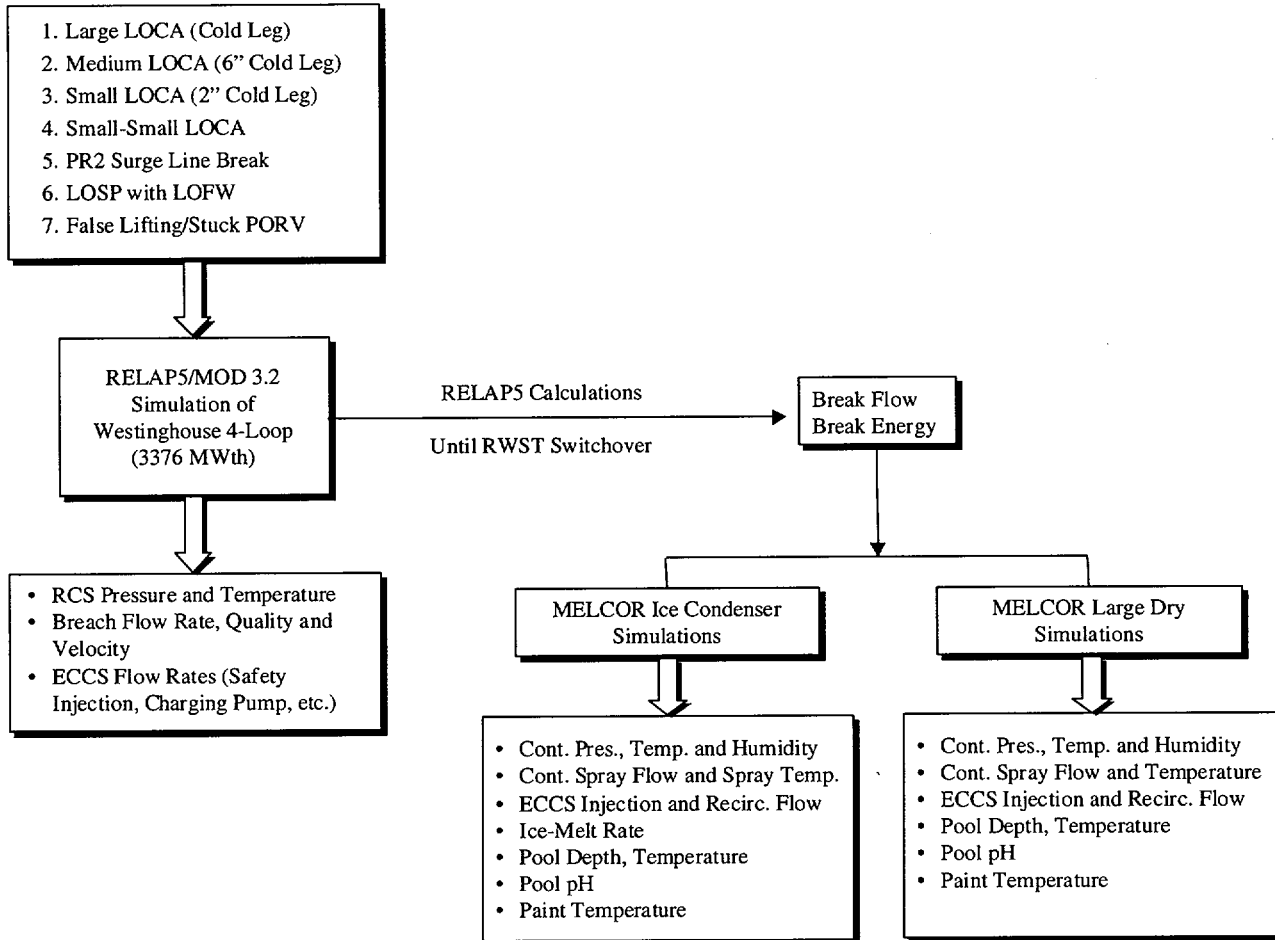 1. Large LOCA (Cold Leg)
2. Medium LOCA (6" Cold Leg)
3. Small LOCA (2" Cold Leg)
4. Small-Small LOCA
5. PR2 Surge Line Break
6. LOSP with LOFW
7. False Lifting/Stuck PORV
RELAP5/MOD 3.2
Simulation of
Westinghouse 4-Loop
(3376 MWth)
RELAP5 Calculations
Until RWST Switchover
Break Flow
Break Energy
• RCS Pressure and Temperature
• Breach Flow Rate, Quality and
Velocity
• ECCS Flow Rates (Safety
Injection, Charging Pump, etc.)
MELCOR Ice Condenser
Simulations
MELCOR Large Dry
Simulations
• Cont. Pres., Temp. and Humidity
• Cont. Spray Flow and Spray Temp.
• ECCS Injection and Recirc. Flow
• Ice-Melt Rate
• Pool Depth, Temperature
• Pool pH
• Paint Temperature
• Cont. Pres., Temp. and Humidity
• Cont. Spray Flow and Temperature
• ECCS Injection and Recirc. Flow
• Pool Depth, Temperature
• Pool pH
• Paint Temperature